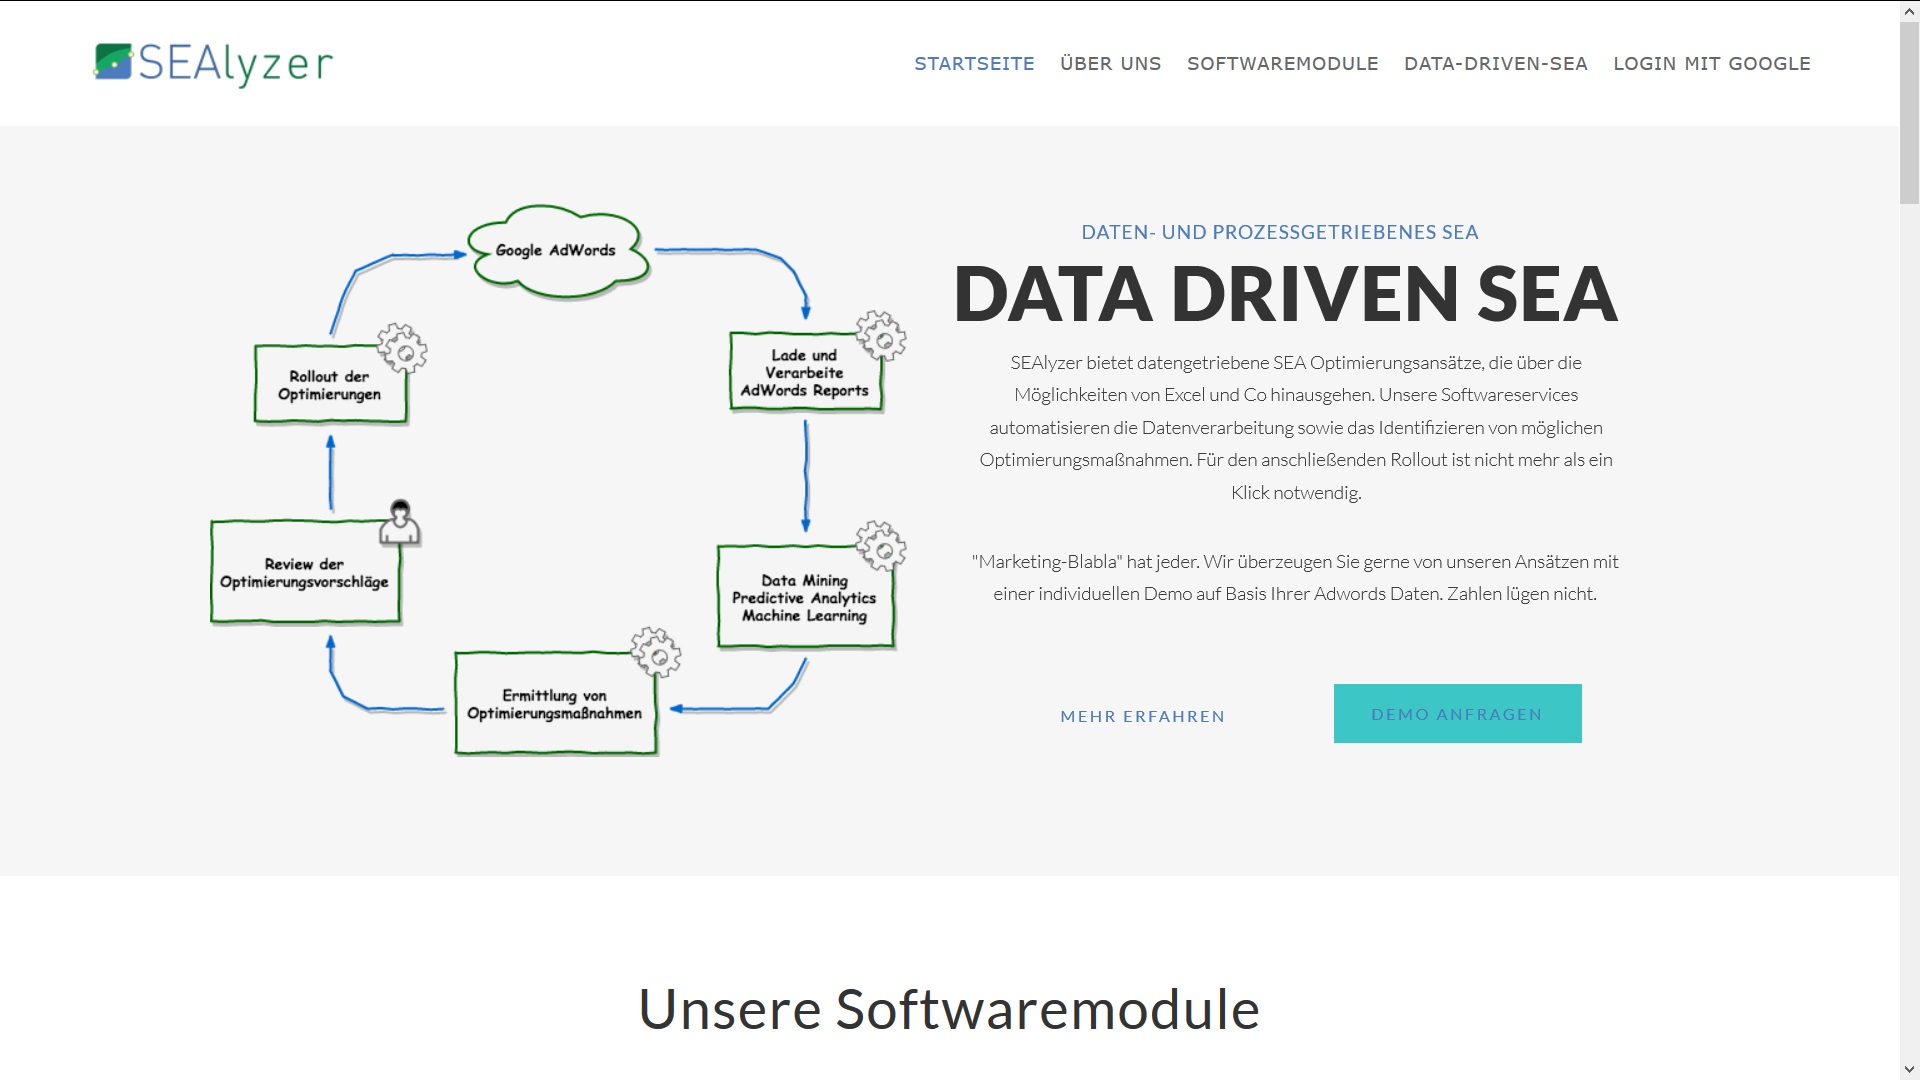 SEAlyzer
STARTSEITE
ÜBER UNS
SOFTWAREMODULE
DATA-DRIVEN-SEA
LOGIN MIT GOOGLE
Google AdWords
Lade und
Verarbeite
AdWords Reports
Data Mining
Predictive Analytics
Machine Learning
Ermittlung von
Optimierungsmaßnahmen
Review der
Optimierungsvorschläge
Rollout der
Optimierungen
DATEN- UND PROZESSGETRIEBENES SEA
DATA DRIVEN SEA
SEAlyzer bietet datengetriebene SEA Optimierungsansätze, die über die
Möglichkeiten von Excel und Co hinausgehen. Unsere Softwareservices
automatisieren die Datenverarbeitung sowie das Identifizieren von möglichen
Optimierungsmaßnahmen. Für den anschließenden Rollout ist nicht mehr als ein
Klick notwendig.
"Marketing-Blabla" hat jeder. Wir überzeugen Sie gerne von unseren Ansätzen mit
einer individuellen Demo auf Basis Ihrer Adwords Daten. Zahlen lügen nicht.
MEHR ERFAHREN
DEMO ANFRAGEN
Unsere Softwaremodule